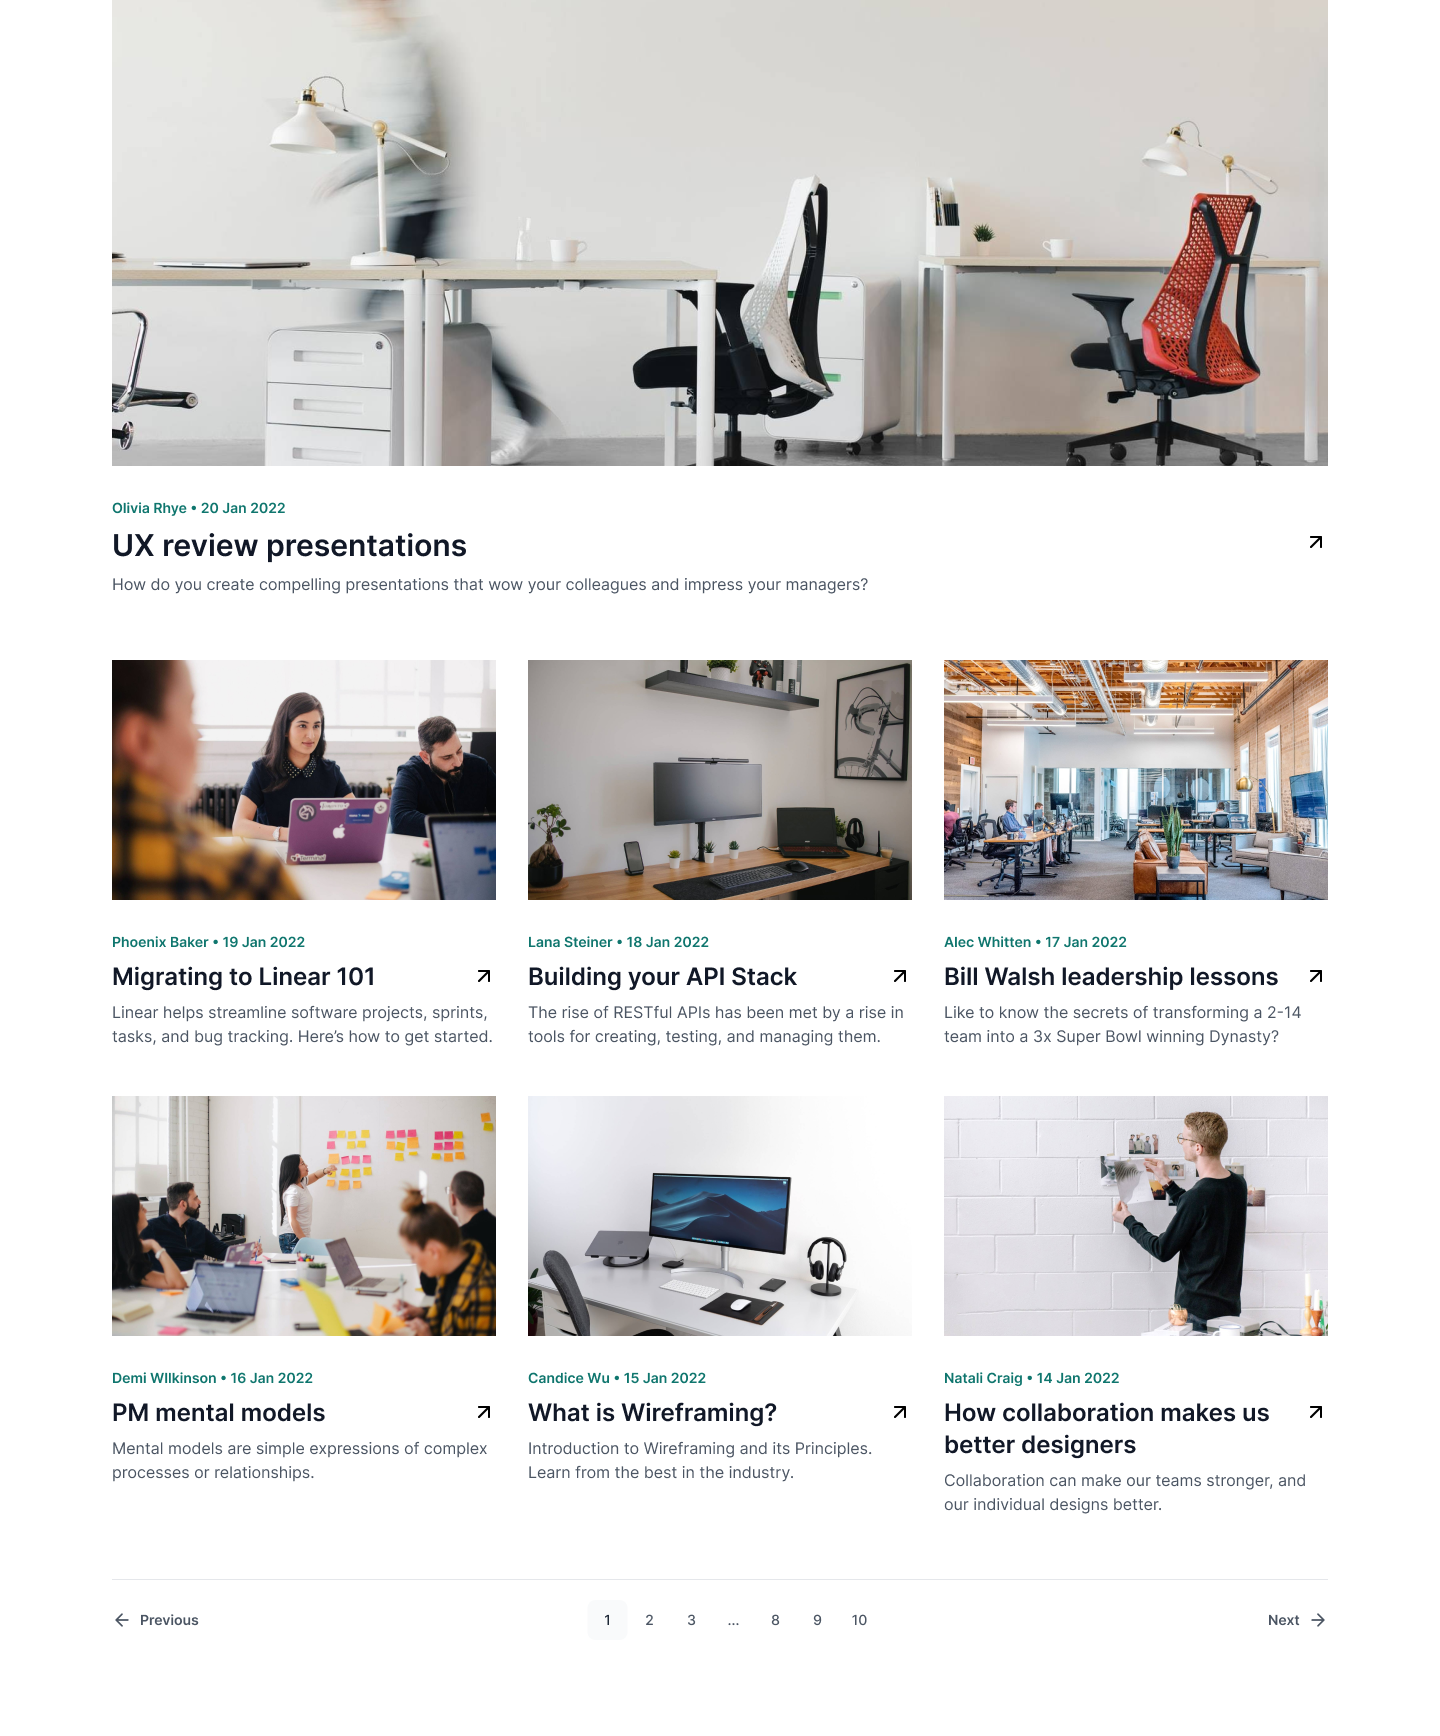 Olivia Rhye • 20 Jan 2022
UX review presentations
How do you create compelling presentations that wow your colleagues and impress your managers?
Phoenix Baker • 19 Jan 2022
Migrating to Linear 101
Linear helps streamline software projects, sprints,
tasks, and bug tracking. Here’s how to get started.
Lana Steiner • 18 Jan 2022
Building your API Stack
The rise of RESTful APIs has been met by a rise in
tools for creating, testing, and managing them.
Alec Whitten • 17 Jan 2022
Bill Walsh leadership lessons
Like to know the secrets of transforming a 2-14
team into a 3x Super Bowl winning Dynasty?
Demi WIlkinson • 16 Jan 2022
PM mental models
Mental models are simple expressions of complex
processes or relationships.
Candice Wu • 15 Jan 2022
What is Wireframing?
Introduction to Wireframing and its Principles.
Learn from the best in the industry.
Natali Craig • 14 Jan 2022
How collaboration makes us
better designers
Collaboration can make our teams stronger, and
our individual designs better.
Previous
1 2 3 ... 8 9 10
Next